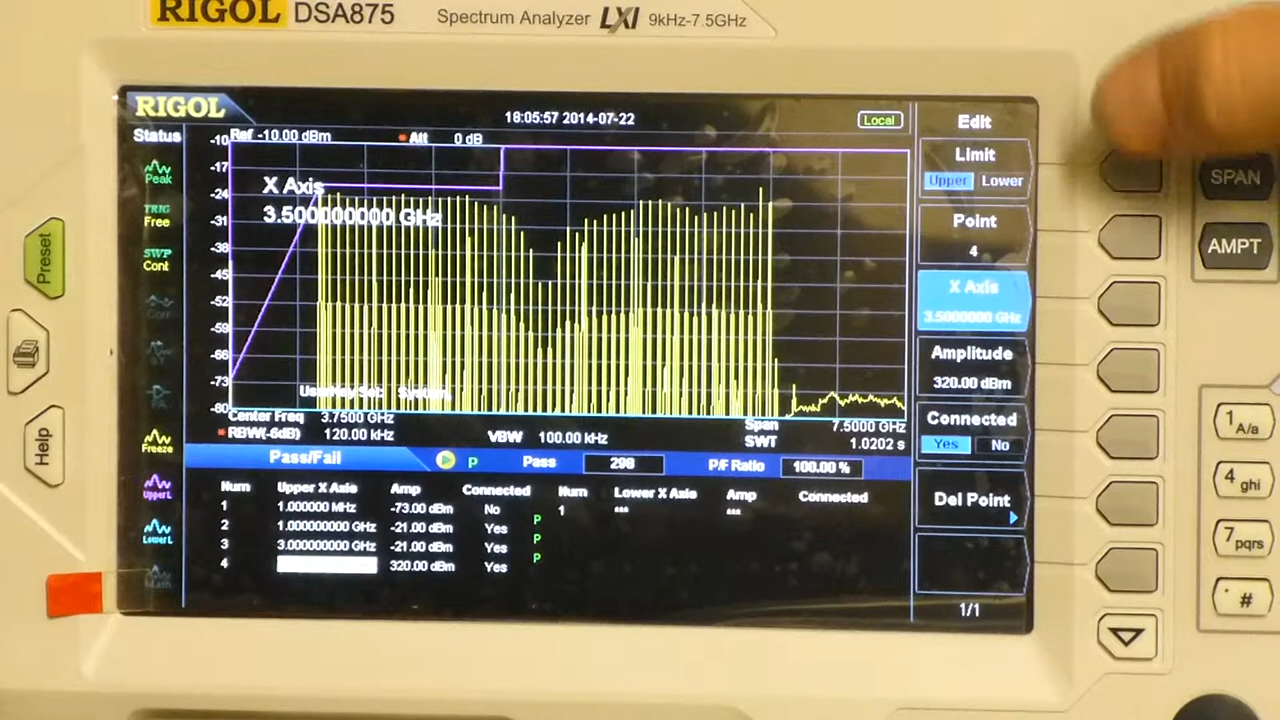 RIGOL DSA875 Spectrum Analyzer LXI 9kHz-7.5GHz
RIGOL
18:05:57 2014-07-22
Local
Status
Ref -10.00 dBm
Att 0 dB
-10
-17
-24
-31
-38
-45
-52
-59
-66
-73
-80
X Axis
3.500000000 GHz
UserKey Set: System
Peak
TRIG
Free
SWP
Cont
Corr
PA
Freeze
UpperL
LowerL
Math
Center Freq 3.7500 GHz
Span 7.5000 GHz
RBW(-6dB) 120.00 kHz
VBW 100.00 kHz
SWT 1.0202 s
Pass/Fail P Pass 298 P/F Ratio 100.00 %
Num Upper X Axis Amp Connected Num Lower X Axis Amp Connected
1 1.000000 MHz -73.00 dBm No 1 *** ***
2 1.000000000 GHz -21.00 dBm Yes P
3 3.000000000 GHz -21.00 dBm Yes P
4 320.00 dBm Yes P
Edit
Limit
Upper Lower
Point
4
X Axis
3.5000000 GHz
Amplitude
320.00 dBm
Connected
Yes No
Del Point
1/1
Preset
Help
SPAN
AMPT
1 A/a
4 ghi
7 pqrs
. #